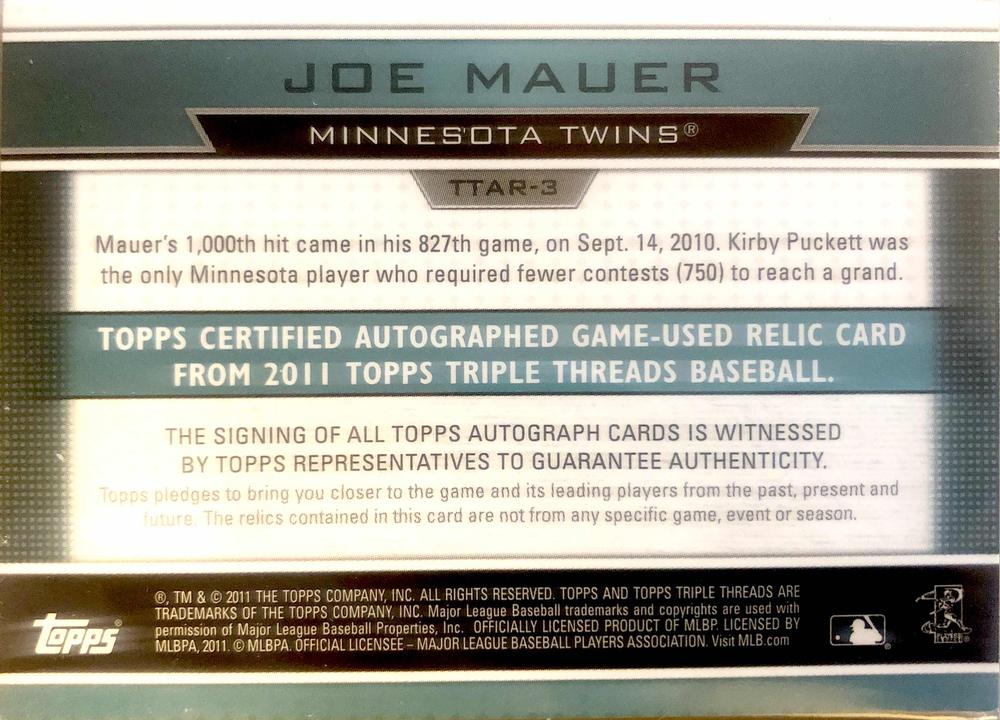 JOE MAUER
MINNESOTA TWINS®
TTAR-3
Mauer's 1,000th hit came in his 827th game, on Sept. 14, 2010. Kirby Puckett was
the only Minnesota player who required fewer contests (750) to reach a grand.
TOPPS CERTIFIED AUTOGRAPHED GAME-USED RELIC CARD
FROM 2011 TOPPS TRIPLE THREADS BASEBALL.
THE SIGNING OF ALL TOPPS AUTOGRAPH CARDS IS WITNESSED
BY TOPPS REPRESENTATIVES TO GUARANTEE AUTHENTICITY.
Topps pledges to bring you closer to the game and its leading players from the past, present and
future. The relics contained in this card are not from any specific game, event or season.
topps®
®, TM & © 2011 THE TOPPS COMPANY, INC. ALL RIGHTS RESERVED. TOPPS AND TOPPS TRIPLE THREADS ARE
TRADEMARKS OF THE TOPPS COMPANY, INC. Major League Baseball trademarks and copyrights are used with
permission of Major League Baseball Properties, Inc. OFFICIALLY LICENSED PRODUCT OF MLBP. LICENSED BY
MLBPA, 2011. © MLBPA. OFFICIAL LICENSEE – MAJOR LEAGUE BASEBALL PLAYERS ASSOCIATION. Visit MLB.com